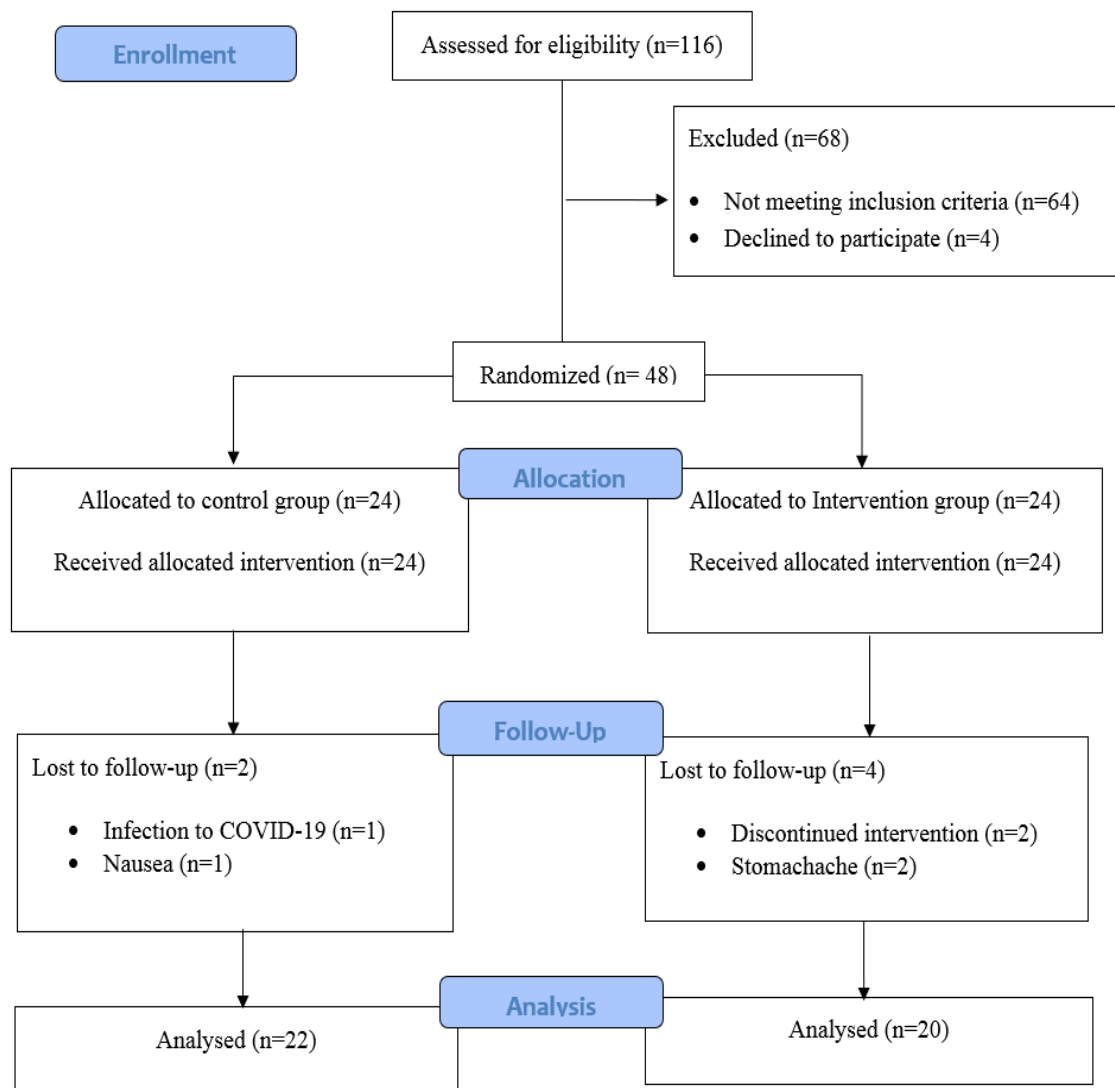 Enrollment
Assessed for eligibility (n=116)
Excluded (n=68)
• Not meeting inclusion criteria (n=64)
• Declined to participate (n=4)
Randomized (n= 48)
Allocation
Allocated to control group (n=24)
Received allocated intervention (n=24)
Allocated to Intervention group (n=24)
Received allocated intervention (n=24)
Follow-Up
Lost to follow-up (n=2)
• Infection to COVID-19 (n=1)
• Nausea (n=1)
Lost to follow-up (n=4)
• Discontinued intervention (n=2)
• Stomachache (n=2)
Analysis
Analysed (n=22)
Analysed (n=20)